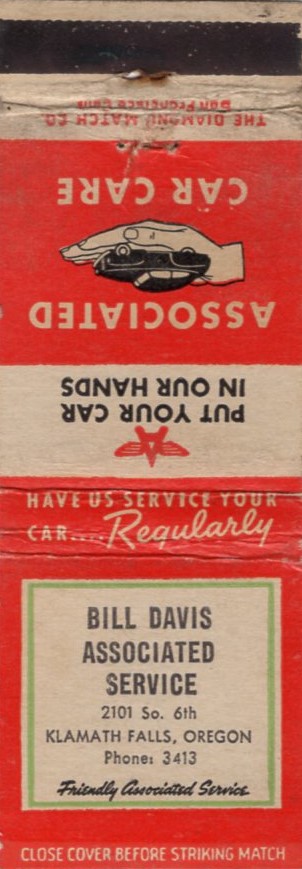 THE DIAMOND MATCH CO
San Francisco Calif
CAR CARE
ASSOCIATED
PUT YOUR CAR
IN OUR HANDS
A
HAVE US SERVICE YOUR
CAR.... Regularly
BILL DAVIS
ASSOCIATED
SERVICE
2101 So. 6th
KLAMATH FALLS, OREGON
Phone: 3413
Friendly Associated Service
CLOSE COVER BEFORE STRIKING MATCH